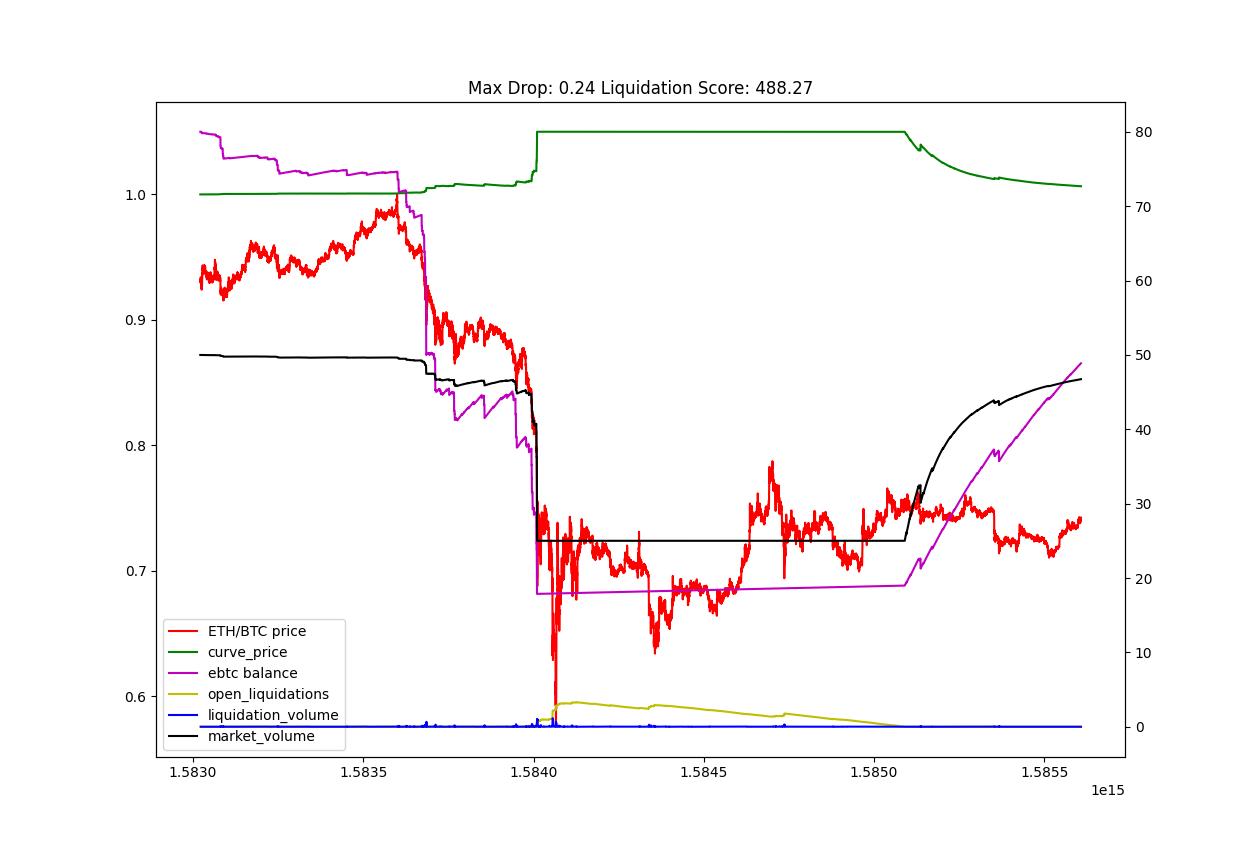 Max Drop: 0.24 Liquidation Score: 488.27
1.0
0.9
0.8
0.7
0.6
80
70
60
50
40
30
20
10
0
ETH/BTC price
curve_price
ebtc balance
open_liquidations
liquidation_volume
market_volume
1.5830 1.5835 1.5840 1.5845 1.5850 1.5855
1e15